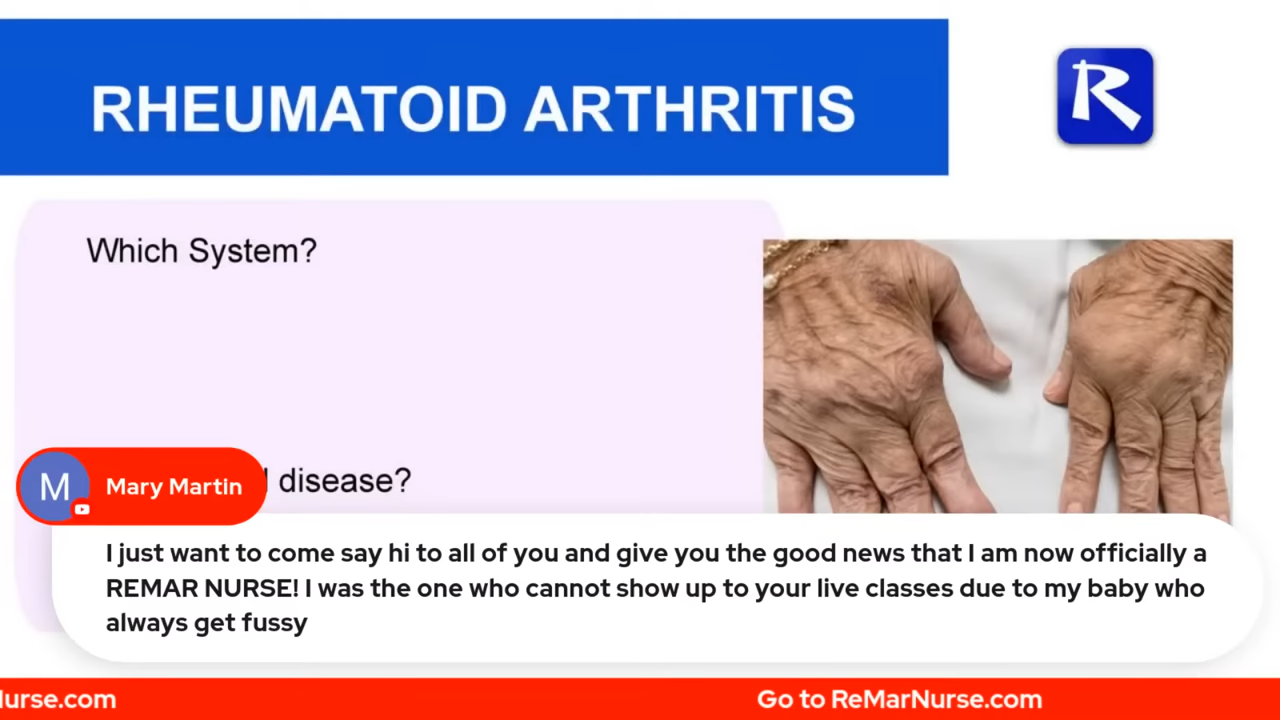 RHEUMATOID ARTHRITIS
R
Which System?
disease?
M
Mary Martin
I just want to come say hi to all of you and give you the good news that I am now officially a
REMAR NURSE! I was the one who cannot show up to your live classes due to my baby who
always get fussy
Go to ReMarNurse.com